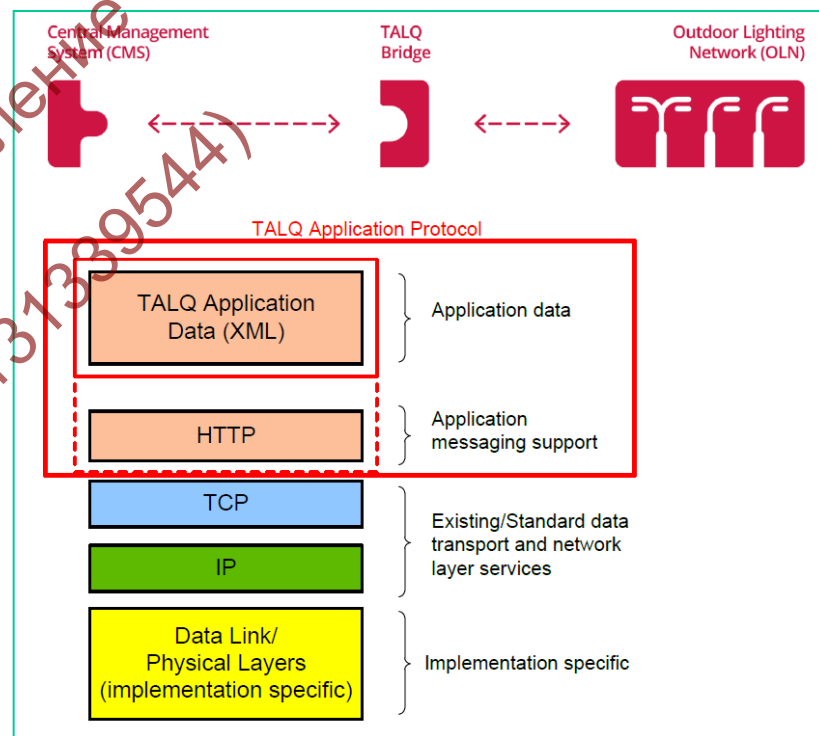 Central Management
System (CMS)
TALQ
Bridge
Outdoor Lighting
Network (OLN)
TALQ Application Protocol
TALQ Application
Data (XML)
Application data
HTTP
Application
messaging support
TCP
IP
Existing/Standard data
transport and network
layer services
Data Link/
Physical Layers
(implementation specific)
Implementation specific
ление
313139544)